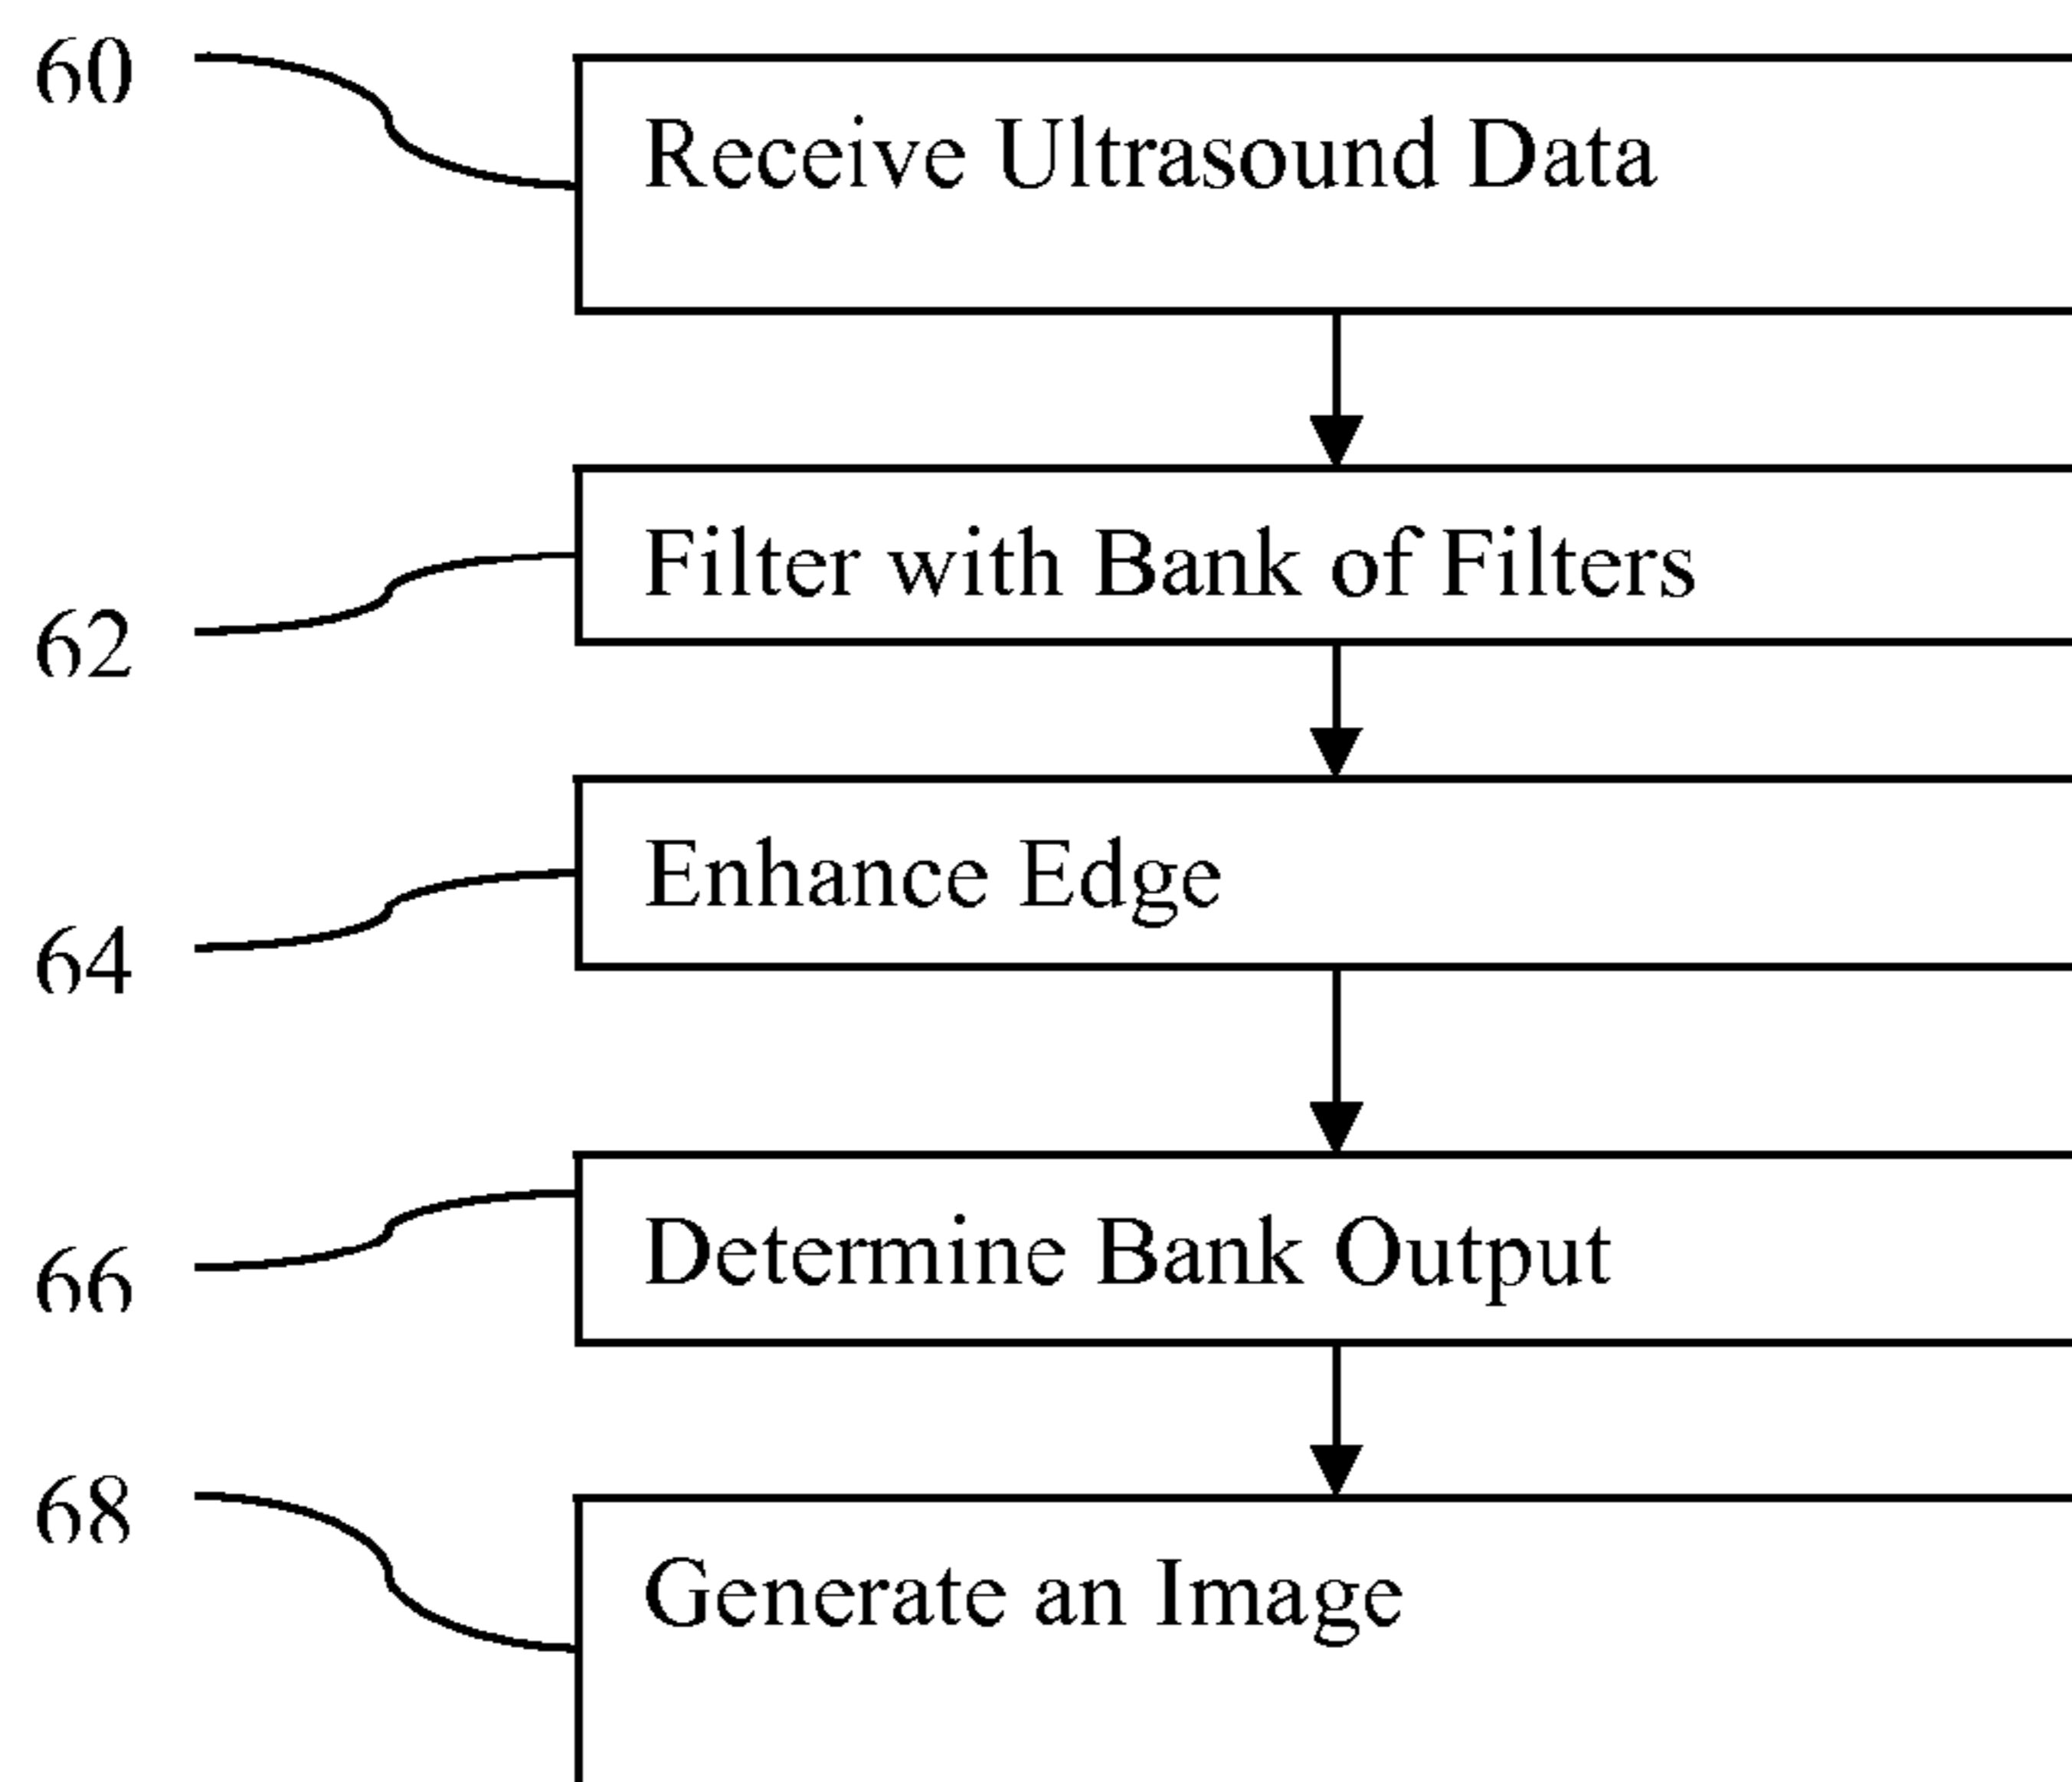 60
Receive Ultrasound Data
Filter with Bank of Filters
62
Enhance Edge
64
Determine Bank Output
66
68
Generate an Image